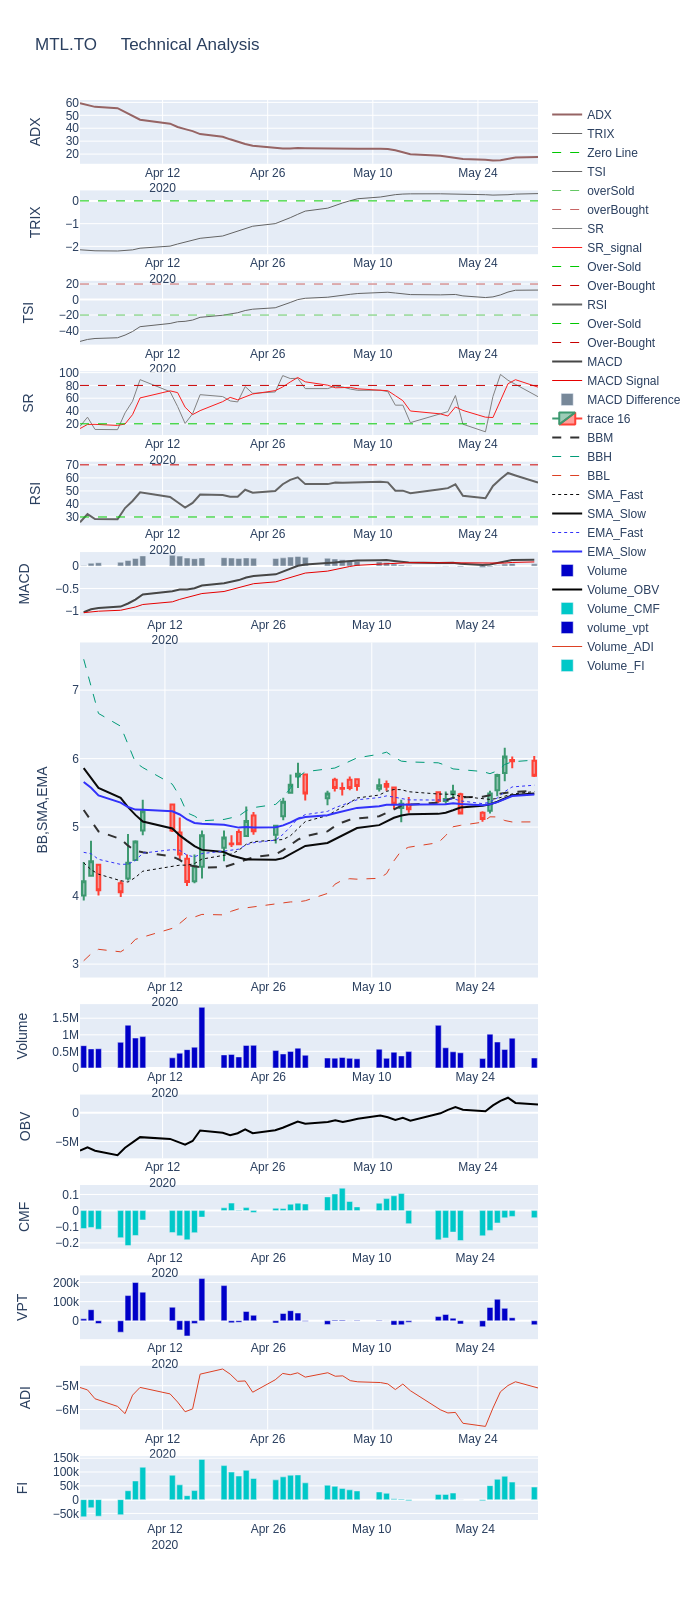 MTL.TO     Technical Analysis
60
50
40
30
20
ADX
Apr 12
2020
Apr 26
May 10
May 24
0
−1
−2
TRIX
Apr 12
2020
Apr 26
May 10
May 24
20
0
−20
−40
TSI
Apr 12
2020
Apr 26
May 10
May 24
100
80
60
40
20
SR
Apr 12
2020
Apr 26
May 10
May 24
70
60
50
40
30
RSI
Apr 12
2020
Apr 26
May 10
May 24
0
−0.5
−1
MACD
Apr 12
2020
Apr 26
May 10
May 24
7
6
5
4
3
BB,SMA,EMA
Apr 12
2020
Apr 26
May 10
May 24
1.5M
1M
0.5M
0
Volume
Apr 12
2020
Apr 26
May 10
May 24
0
−5M
OBV
Apr 12
2020
Apr 26
May 10
May 24
0.1
0
−0.1
−0.2
CMF
Apr 12
2020
Apr 26
May 10
May 24
200k
100k
0
VPT
Apr 12
2020
Apr 26
May 10
May 24
−5M
−6M
ADI
Apr 12
2020
Apr 26
May 10
May 24
150k
100k
50k
0
−50k
FI
Apr 12
2020
Apr 26
May 10
May 24
ADX
TRIX
Zero Line
TSI
overSold
overBought
SR
SR_signal
Over-Sold
Over-Bought
RSI
Over-Sold
Over-Bought
MACD
MACD Signal
MACD Difference
trace 16
BBM
BBH
BBL
SMA_Fast
SMA_Slow
EMA_Fast
EMA_Slow
Volume
Volume_OBV
Volume_CMF
volume_vpt
Volume_ADI
Volume_FI